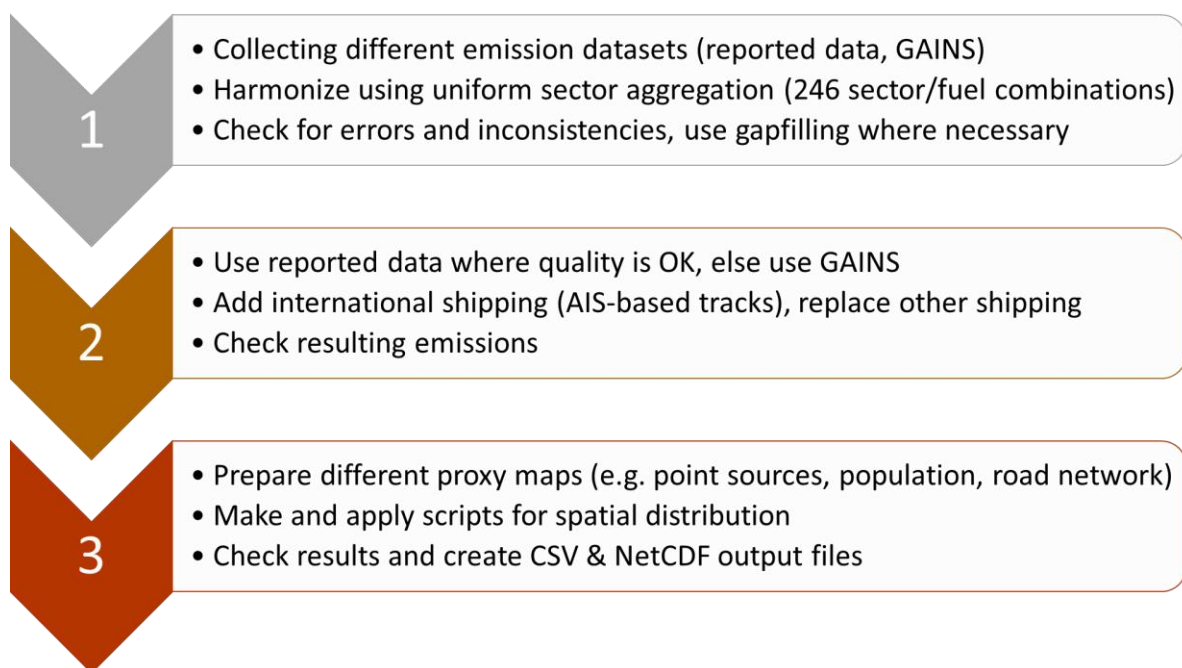 1
• Collecting different emission datasets (reported data, GAINS)
• Harmonize using uniform sector aggregation (246 sector/fuel combinations)
• Check for errors and inconsistencies, use gapfilling where necessary
2
• Use reported data where quality is OK, else use GAINS
• Add international shipping (AIS-based tracks), replace other shipping
• Check resulting emissions
3
• Prepare different proxy maps (e.g. point sources, population, road network)
• Make and apply scripts for spatial distribution
• Check results and create CSV & NetCDF output files